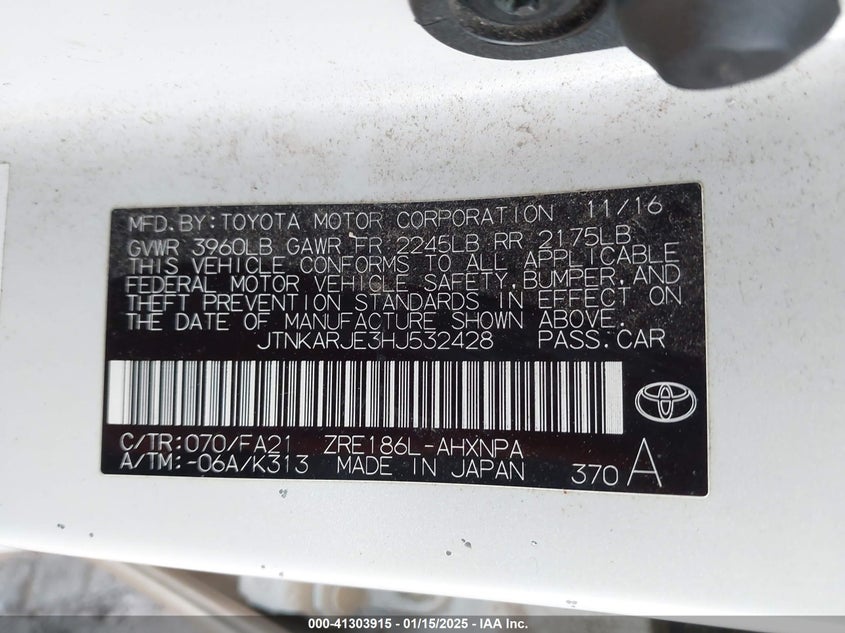 MFD.BY:TOYOTA MOTOR CORPORATION 11/16
GVWR 3960LB GAWR FR 2245LB RR 2175LB
THIS VEHICLE CONFORMS TO ALL APPLICABLE
FEDERAL MOTOR VEHICLE SAFETY,BUMPER,AND
THEFT PREVENTION STANDARDS IN EFFECT ON
THE DATE OF MANUFACTURE SHOWN ABOVE.
JTNKARJE3HJ532428 PASS.CAR
C/TR:070/FA21 ZRE186L-AHXNPA
A/TM:-06A/K313 MADE IN JAPAN 370 A
000-41303915 - 01/15/2025 - IAA Inc.